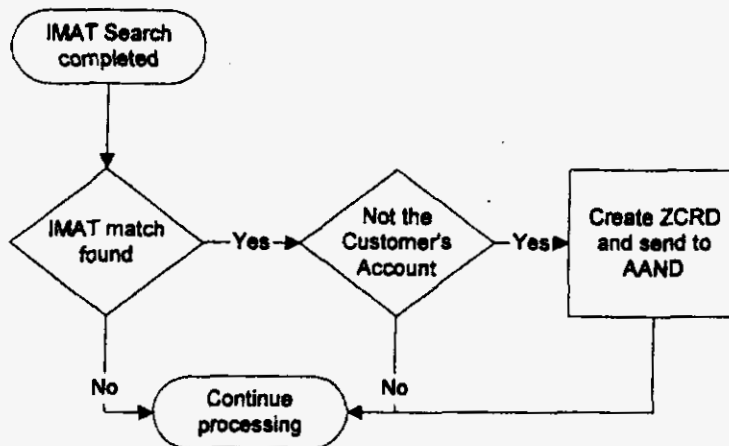 IMAT Search
completed
IMAT match
found
Yes
Not the
Customer's
Account
Yes
Create ZCRD
and send to
AAND
No
No
Continue
processing